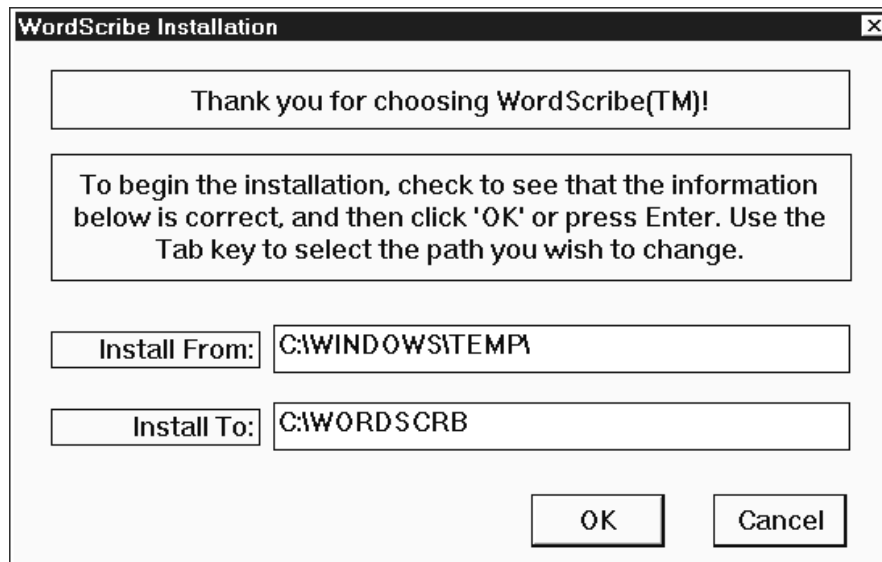 WordScribe Installation
Thank you for choosing WordScribe(TM)!
To begin the installation, check to see that the information
below is correct, and then click 'OK' or press Enter. Use the
Tab key to select the path you wish to change.
Install From: C:\WINDOWS\TEMP\
Install To: C:\WORDSCRB
OK Cancel